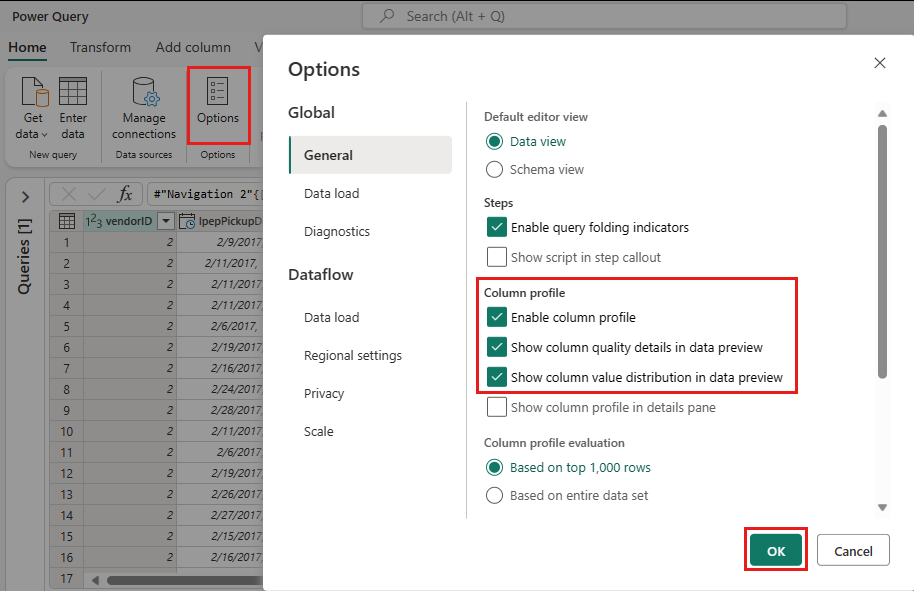 Power Query
Search (Alt + Q)
Home Transform Add column
Get data
Enter data
New query
Manage connections
Data sources
Options
Options
Queries [1]
fx #"Navigation 2"{
1 2 3 vendorID lpepPickupD
1 2 2/9/2017,
2 2 2/11/2017,
3 2 2/11/2017,
4 2 2/11/2017,
5 2 2/6/2017,
6 2 2/19/2017,
7 2 2/16/2017,
8 2 2/24/2017,
9 2 2/28/2017,
10 2 2/11/2017,
11 2 2/6/2017,
12 2 2/19/2017,
13 2 2/26/2017,
14 2 2/27/2017,
15 2 2/15/2017,
16 2 2/16/2017,
17
Options
Global
General
Data load
Diagnostics
Dataflow
Data load
Regional settings
Privacy
Scale
Default editor view
Data view
Schema view
Steps
Enable query folding indicators
Show script in step callout
Column profile
Enable column profile
Show column quality details in data preview
Show column value distribution in data preview
Show column profile in details pane
Column profile evaluation
Based on top 1,000 rows
Based on entire data set
OK Cancel